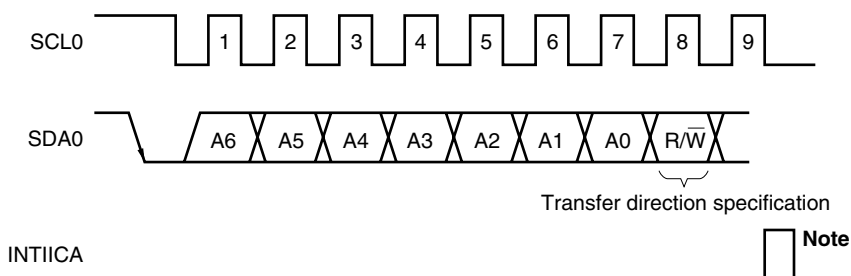 SCL0 1 2 3 4 5 6 7 8 9
SDA0 A6 A5 A4 A3 A2 A1 A0 R/W̅
Transfer direction specification
Note
INTIICA